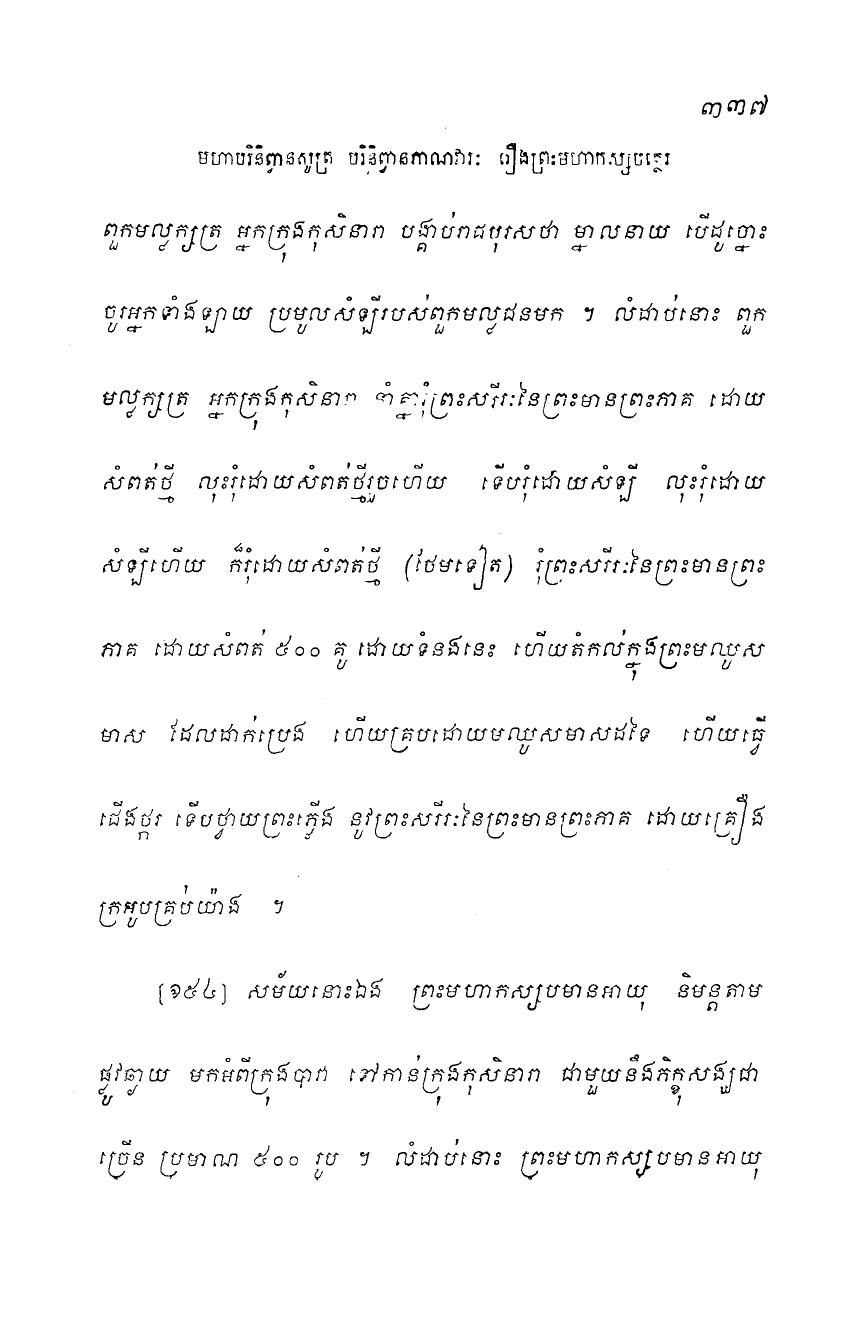 ៣៣៧
មហាបរិនិព្វានសូត្រ បរិនិព្វានភាណវារៈ រឿងព្រះមហាកស្សបត្ថេរ
ពួកមល្លក្សត្រ អ្នកក្រុងកុសិនារា បង្គាប់រាជបុរសថា ម្នាលនាយ បើដូច្នោះ
ចូរអ្នកទាំងឡាយ ប្រមូលសំឡីរបស់ពួកមល្លជនមក ។ លំដាប់នោះ ពួក
មល្លក្សត្រ អ្នកក្រុងកុសិនារា នាំគ្នារុំព្រះសរីរៈនៃព្រះមានព្រះភាគ ដោយ
សំពត់ថ្មី លុះរុំដោយសំពត់ថ្មីរួចហើយ ទើបរុំដោយសំឡី លុះរុំដោយ
សំឡីហើយ ក៏រុំដោយសំពត់ថ្មី (ថែមទៀត) រុំព្រះសរីរៈនៃព្រះមានព្រះ
ភាគ ដោយសំពត់ ៥០០ គូ ដោយទំនងនេះ ហើយតំកល់ក្នុងព្រះមឈូស
មាស ដែលដាក់ប្រេង ហើយគ្របដោយមឈូសមាសដទៃ ហើយធ្វើ
ជើងថ្ករ ទើបថ្វាយព្រះភ្លើង នូវព្រះសរីរៈនៃព្រះមានព្រះភាគ ដោយគ្រឿង
ក្រអូបគ្រប់យ៉ាង ។
[១៥៤] សម័យនោះឯង ព្រះមហាកស្សបមានអាយុ និមន្តតាម
ផ្លូវឆ្ងាយ មកអំពីក្រុងបាវា ទៅកាន់ក្រុងកុសិនារា ជាមួយនឹងភិក្ខុសង្ឃជា
ច្រើន ប្រមាណ ៥០០ រូប ។ លំដាប់នោះ ព្រះមហាកស្សបមានអាយុ